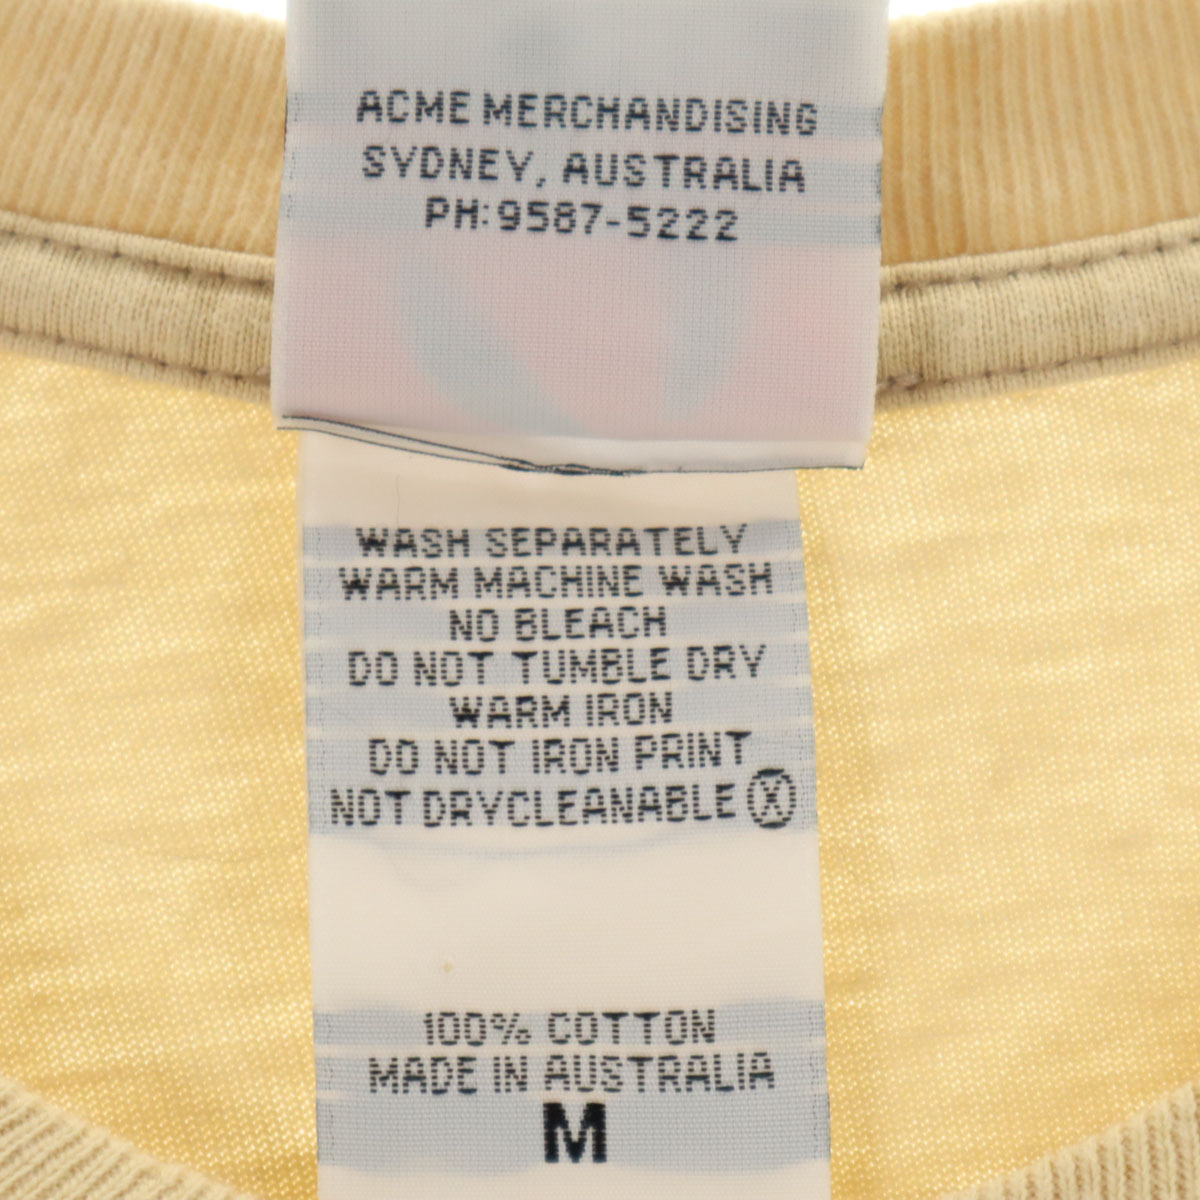 ACME MERCHANDISING
SYDNEY, AUSTRALIA
PH:9587-5222
WASH SEPARATELY
WARM MACHINE WASH
NO BLEACH
DO NOT TUMBLE DRY
WARM IRON
DO NOT IRON PRINT
NOT DRYCLEANABLE Ⓧ
100% COTTON
MADE IN AUSTRALIA
M